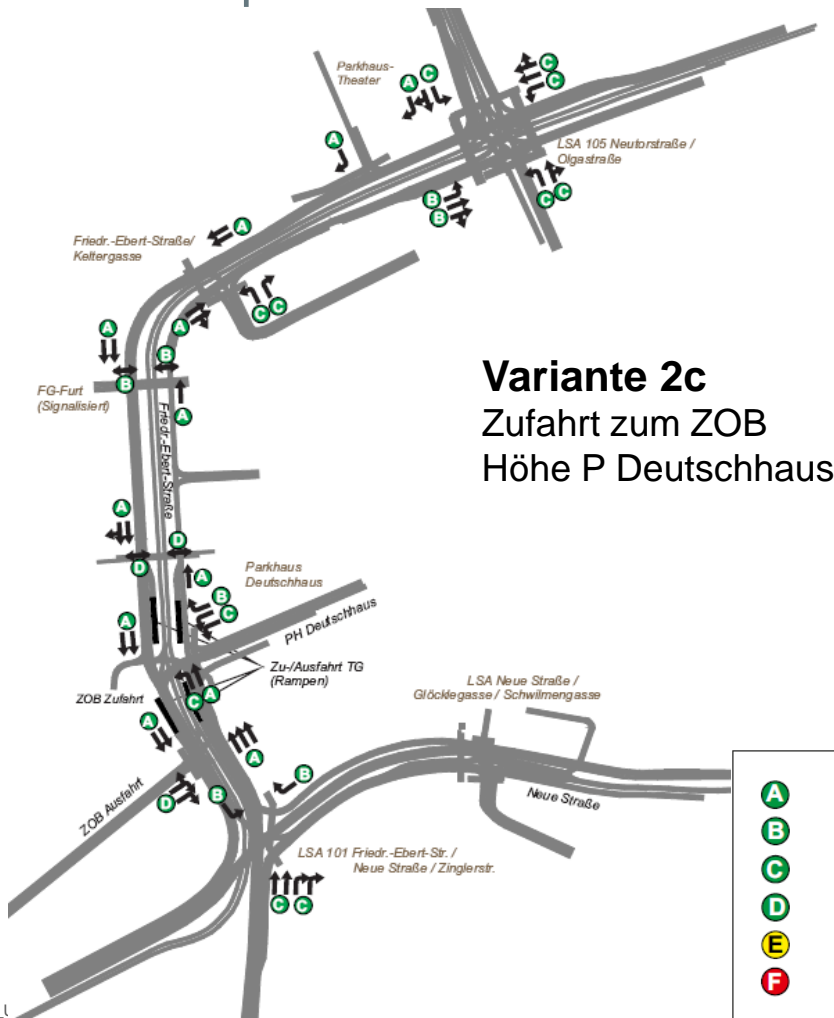 Parkhaus-
Theater
A
C
C
C
A
LSA 105 Neutorstraße /
Olgastraße
B
B
C
C
A
Friedr.-Ebert-Straße/
Keltergasse
C
C
A
A
B
B
FG-Furt
(Signalisiert)
A
Friedr.-Ebert-Straße
Variante 2c
Zufahrt zum ZOB
Höhe P Deutschhaus
A
D
D
Parkhaus
Deutschhaus
A
B
C
A
PH Deutschhaus
Zu-/Ausfahrt TG
(Rampen)
ZOB Zufahrt
C
A
A
A
LSA Neue Straße /
Glöcklegasse / Schwilmengasse
B
B
D
ZOB Ausfahrt
Neue Straße
LSA 101 Friedr.-Ebert-Str. /
Neue Straße / Zinglerstr.
C
C
A
B
C
D
E
F